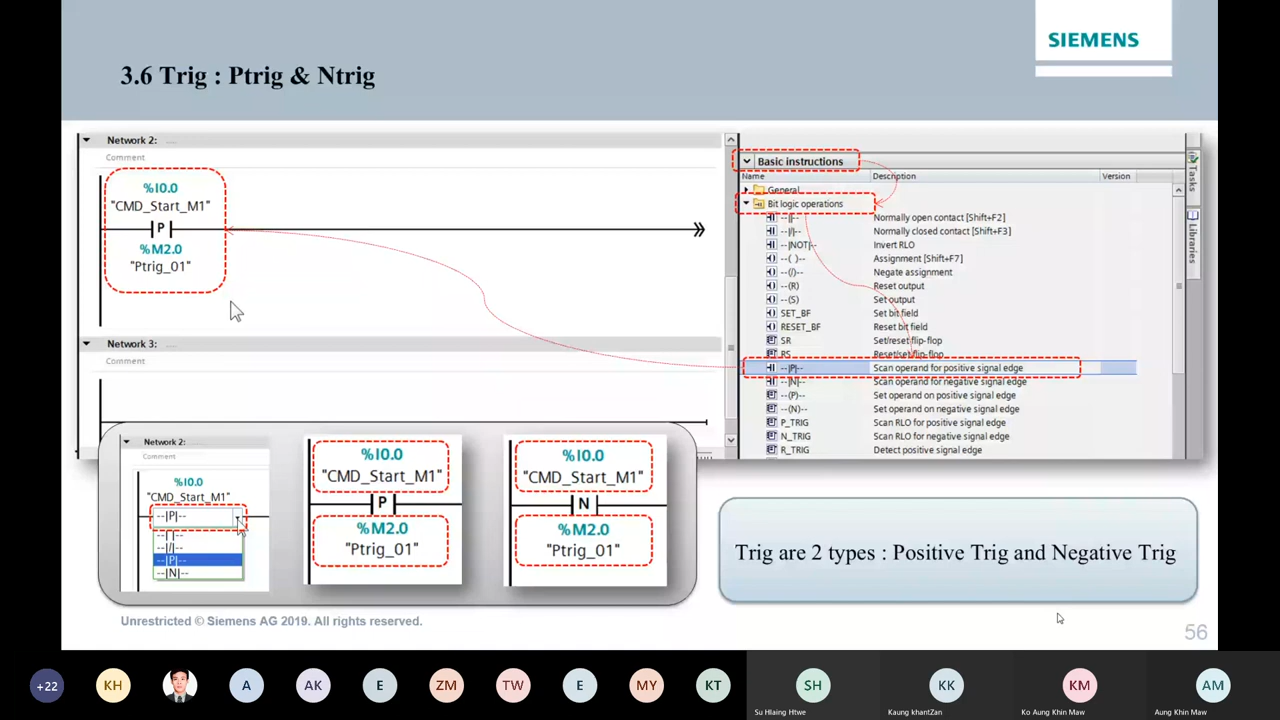 SIEMENS
3.6 Trig : Ptrig & Ntrig
Network 2: .....
Comment
%I0.0
"CMD_Start_M1"
P
%M2.0
"Ptrig_01"
Network 3: .....
Comment
Basic instructions
Name Description Version
General
Bit logic operations
--| |-- Normally open contact [Shift+F2]
--|/|-- Normally closed contact [Shift+F3]
--|NOT|-- Invert RLO
--( )-- Assignment [Shift+F7]
--(/)-- Negate assignment
--(R) Reset output
--(S) Set output
SET_BF Set bit field
RESET_BF Reset bit field
SR Set/reset flip-flop
RS Reset/set flip-flop
--|P|-- Scan operand for positive signal edge
--|N|-- Scan operand for negative signal edge
--(P)-- Set operand on positive signal edge
--(N)-- Set operand on negative signal edge
P_TRIG Scan RLO for positive signal edge
N_TRIG Scan RLO for negative signal edge
R_TRIG Detect positive signal edge
Tasks
Libraries
Network 2: .....
Comment
%I0.0
"CMD_Start_M1"
--|P|--
--| |--
--|/|--
--|P|--
--|N|--
%I0.0
"CMD_Start_M1"
P
%M2.0
"Ptrig_01"
%I0.0
"CMD_Start_M1"
N
%M2.0
"Ptrig_01"
Trig are 2 types : Positive Trig and Negative Trig
Unrestricted © Siemens AG 2019. All rights reserved.
56
+22 KH A AK E ZM TW E MY KT SH KK KM AM
Su Hlaing Htwe Kaung khantZan Ko Aung Khin Maw Aung Khin Maw